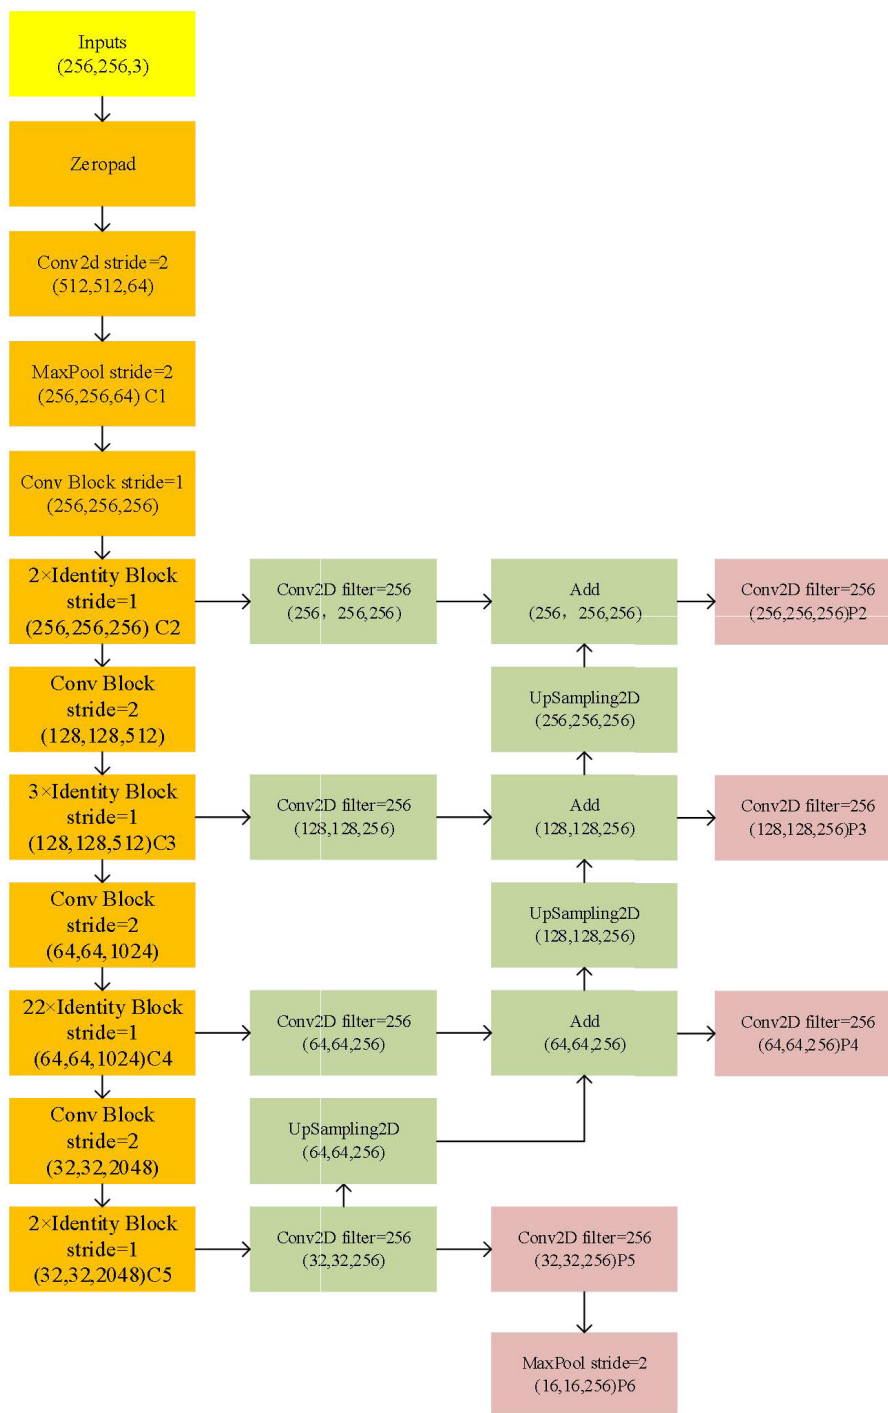 Inputs
(256,256,3)
Zeropad
Conv2d stride=2
(512,512,64)
MaxPool stride=2
(256,256,64) C1
Conv Block stride=1
(256,256,256)
2×Identity Block
stride=1
(256,256,256) C2
Conv2D filter=256
(256，256,256)
Add
(256，256,256)
Conv2D filter=256
(256,256,256)P2
Conv Block
stride=2
(128,128,512)
UpSampling2D
(256,256,256)
3×Identity Block
stride=1
(128,128,512)C3
Conv2D filter=256
(128,128,256)
Add
(128,128,256)
Conv2D filter=256
(128,128,256)P3
Conv Block
stride=2
(64,64,1024)
UpSampling2D
(128,128,256)
22×Identity Block
stride=1
(64,64,1024)C4
Conv2D filter=256
(64,64,256)
Add
(64,64,256)
Conv2D filter=256
(64,64,256)P4
Conv Block
stride=2
(32,32,2048)
UpSampling2D
(64,64,256)
2×Identity Block
stride=1
(32,32,2048)C5
Conv2D filter=256
(32,32,256)
Conv2D filter=256
(32,32,256)P5
MaxPool stride=2
(16,16,256)P6